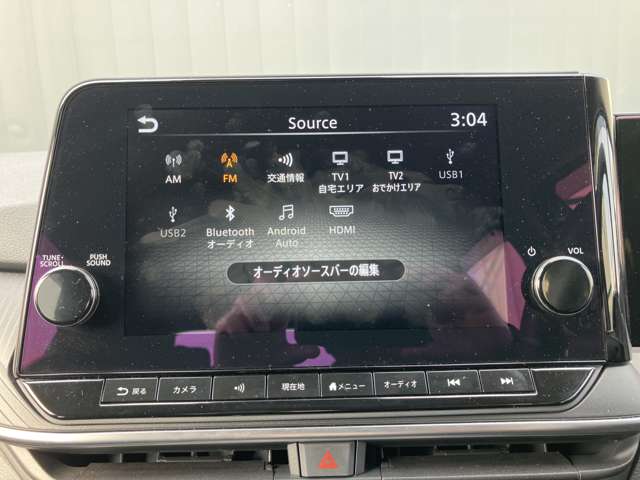 Source 3:04
AM FM 交通情報 TV1 TV2 USB1
自宅エリア おでかけエリア
USB2 Bluetooth Android HDMI
オーディオ Auto
オーディオソースバーの編集
TUNE・ PUSH
SCROLL SOUND
VOL
戻る カメラ 現在地 メニュー オーディオ